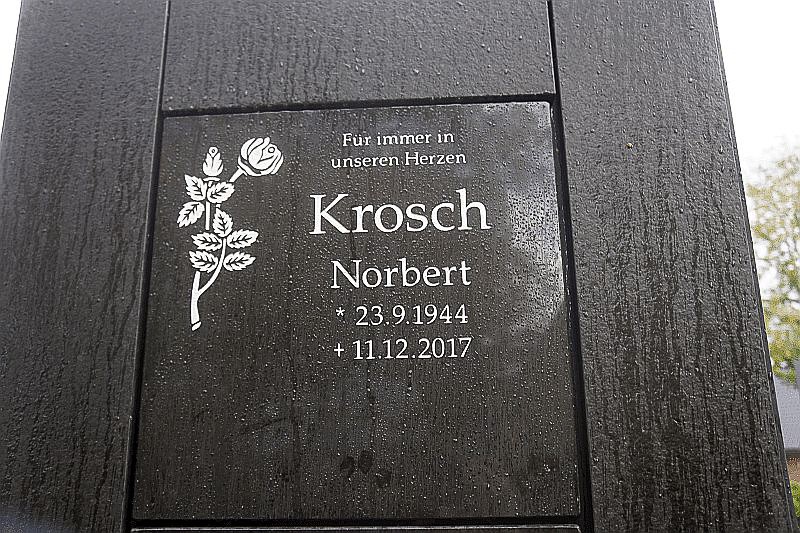 Für immer in
unseren Herzen
Krosch
Norbert
* 23.9.1944
+ 11.12.2017